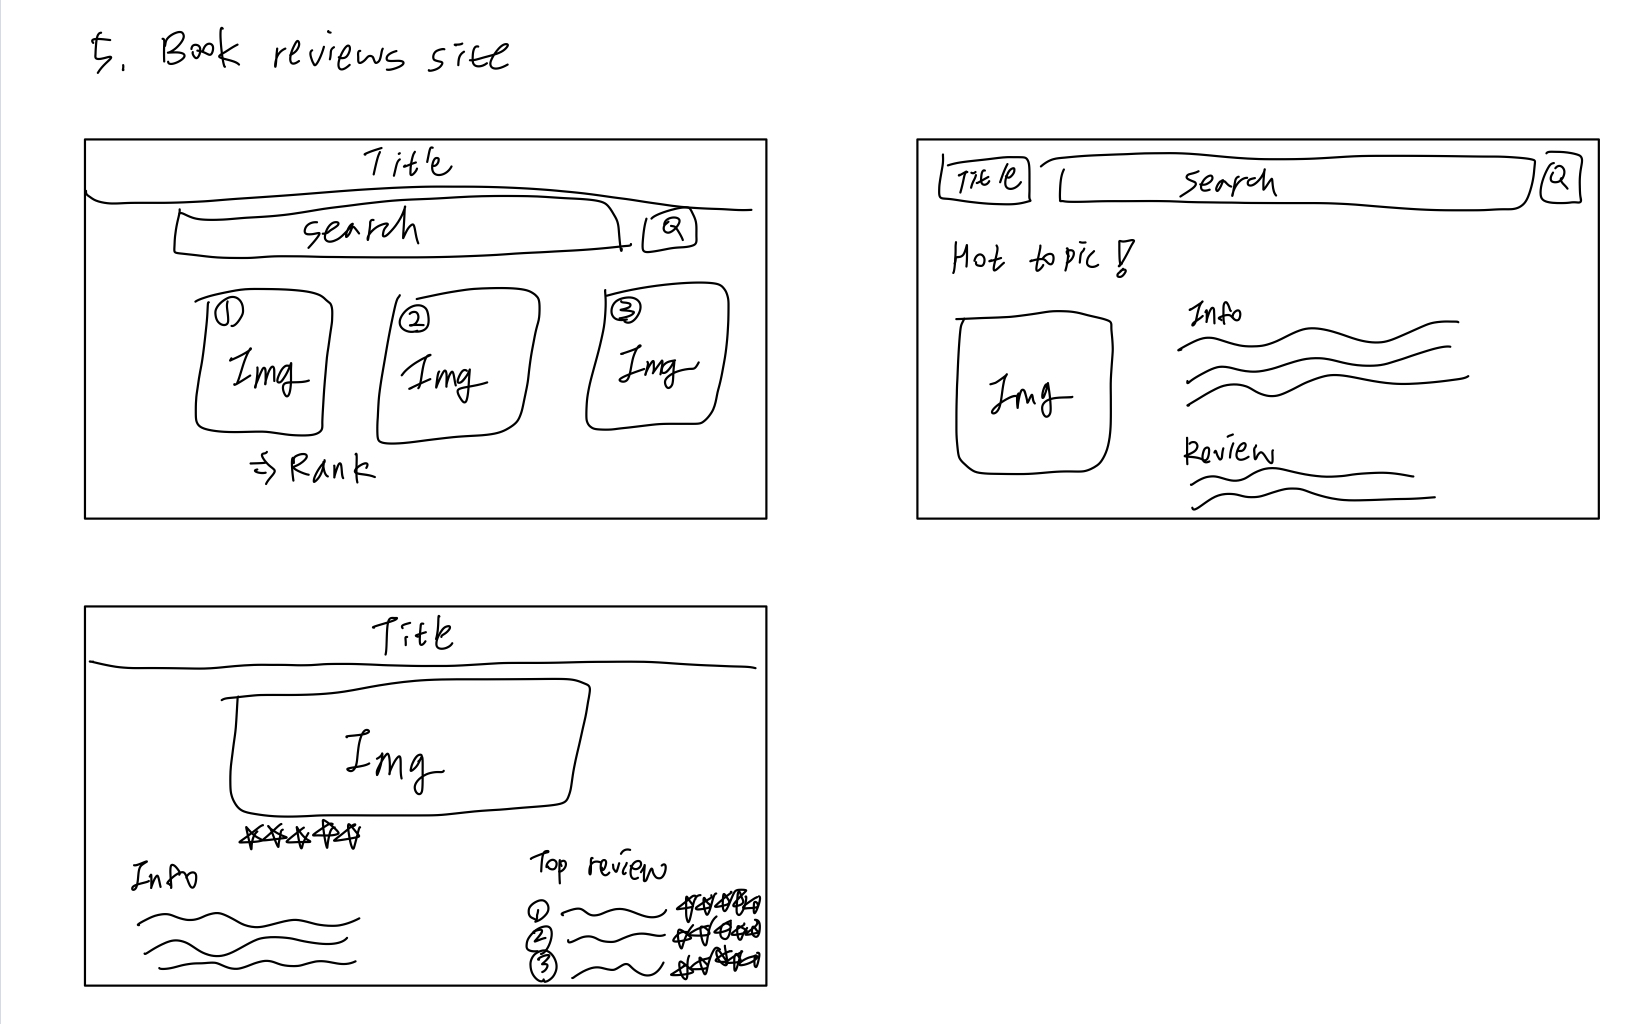 5. Book reviews site
Title
search
Q
① Img
② Img
③ Img
⇒ Rank
Title
Search
Q
Hot topic!
Img
Info
Review
Title
Img
Info
Top review
①
②
③